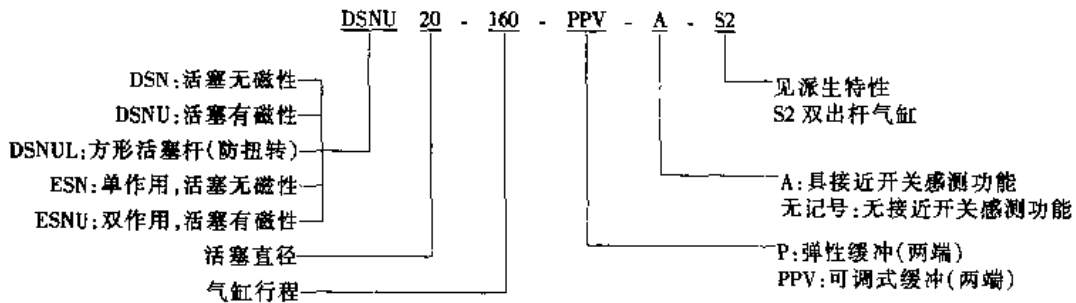 DSNU 20 - 160 - PPV - A - S2
DSN:活塞无磁性
DSNU:活塞有磁性
DSNUL:方形活塞杆(防扭转)
ESN:单作用,活塞无磁性
ESNU:双作用,活塞有磁性
活塞直径
气缸行程
见派生特性
S2 双出杆气缸
A:具接近开关感测功能
无记号:无接近开关感测功能
P:弹性缓冲(两端)
PPV:可调式缓冲(两端)